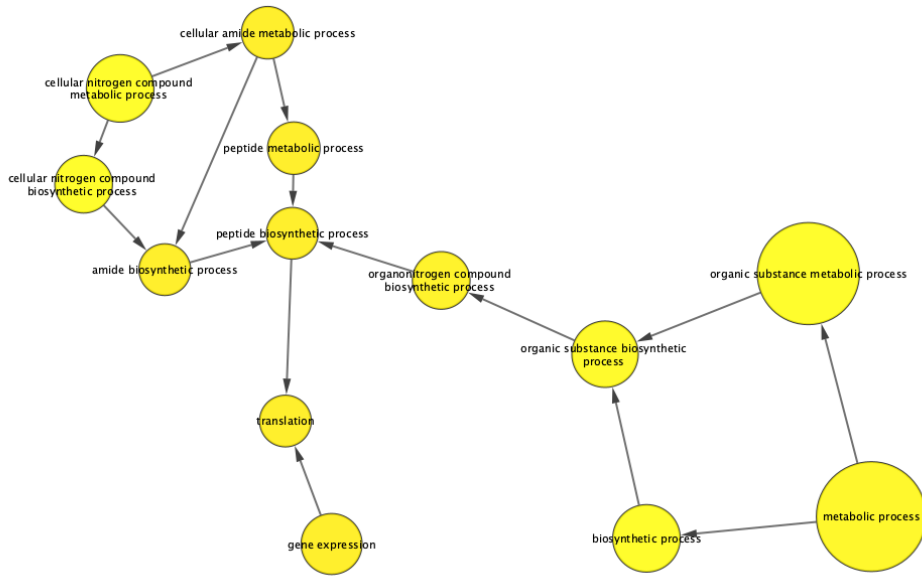 cellular amide metabolic process
cellular nitrogen compound
metabolic process
peptide metabolic process
cellular nitrogen compound
biosynthetic process
peptide biosynthetic process
amide biosynthetic process
organonitrogen compound
biosynthetic process
organic substance metabolic process
organic substance biosynthetic
process
translation
metabolic process
biosynthetic process
gene expression